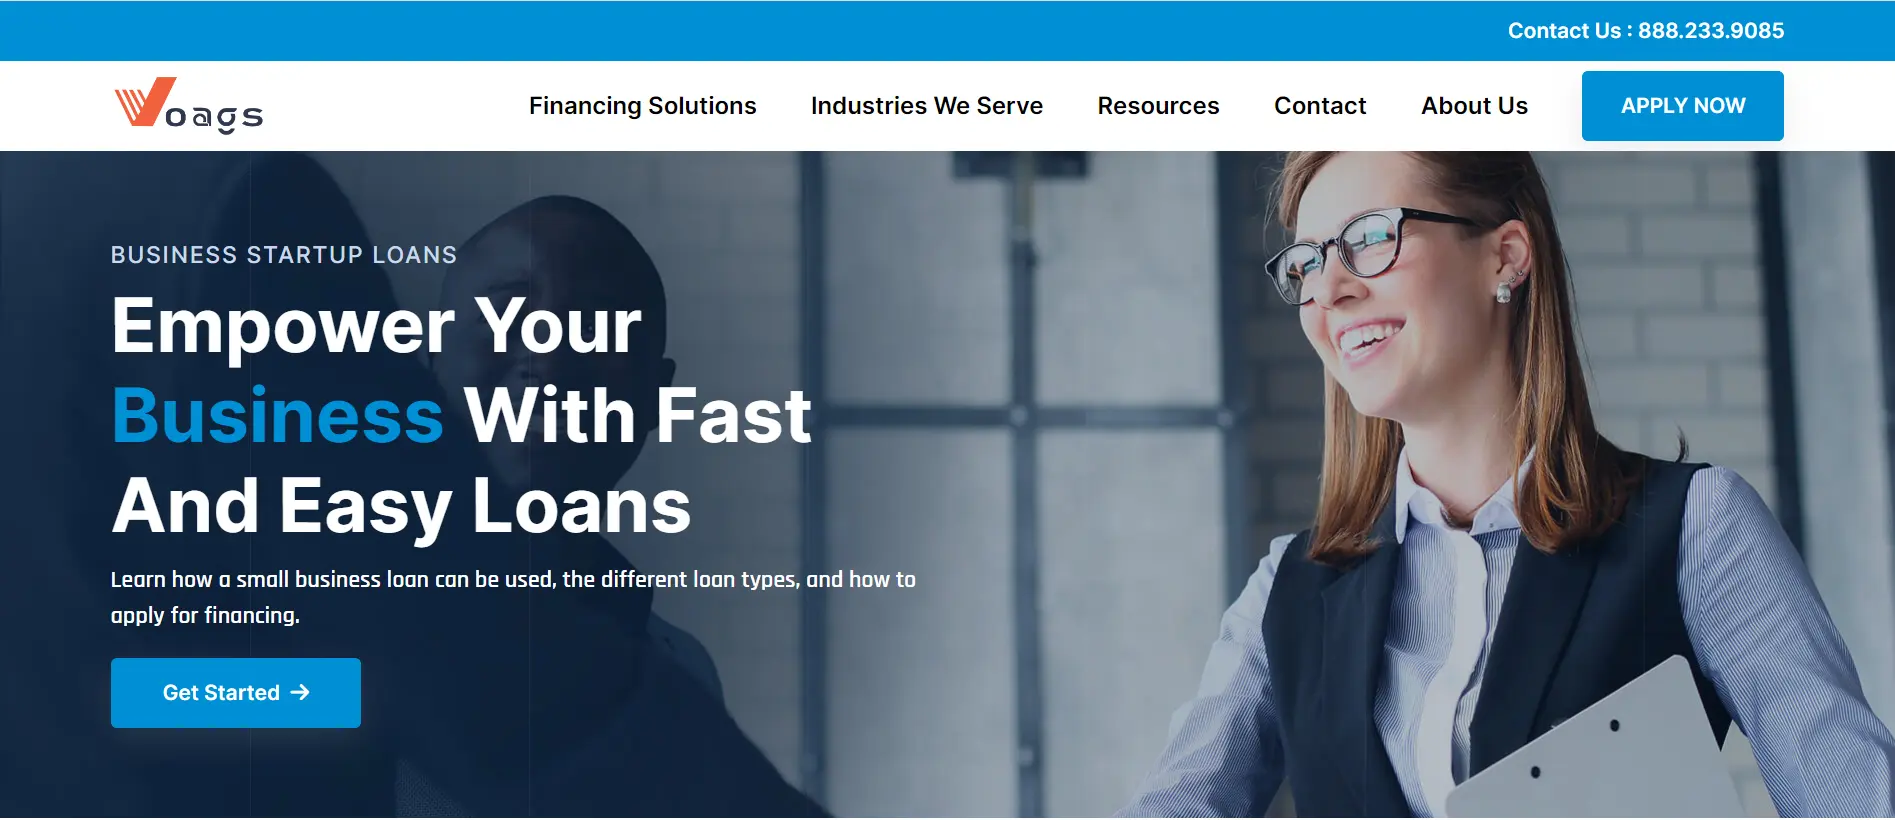 Contact Us : 888.233.9085
Voags
Financing Solutions
Industries We Serve
Resources
Contact
About Us
APPLY NOW
BUSINESS STARTUP LOANS
Empower Your
Business With Fast
And Easy Loans
Learn how a small business loan can be used, the different loan types, and how to
apply for financing.
Get Started →